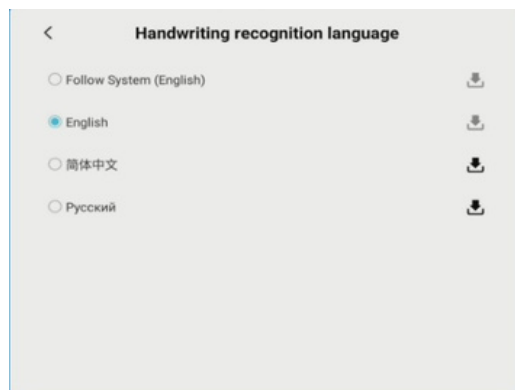 Handwriting recognition language
Follow System (English)
English
简体中文
Русский